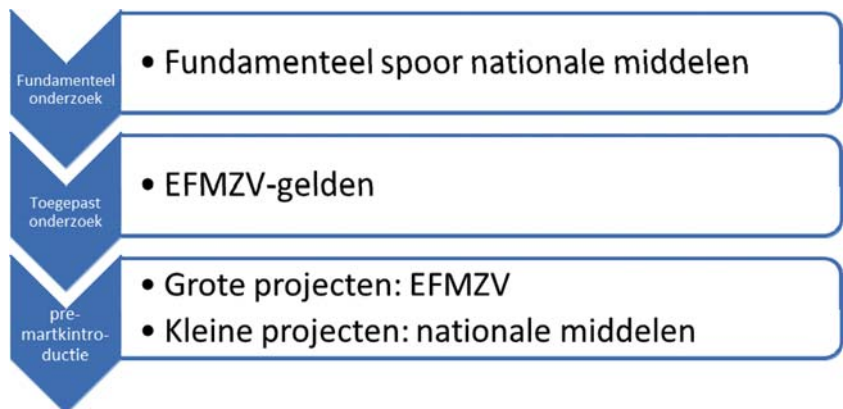 Fundamenteel
onderzoek
• Fundamenteel spoor nationale middelen
Toegepast
onderzoek
• EFMZV-gelden
pre-
martkintro-
ductie
• Grote projecten: EFMZV
• Kleine projecten: nationale middelen